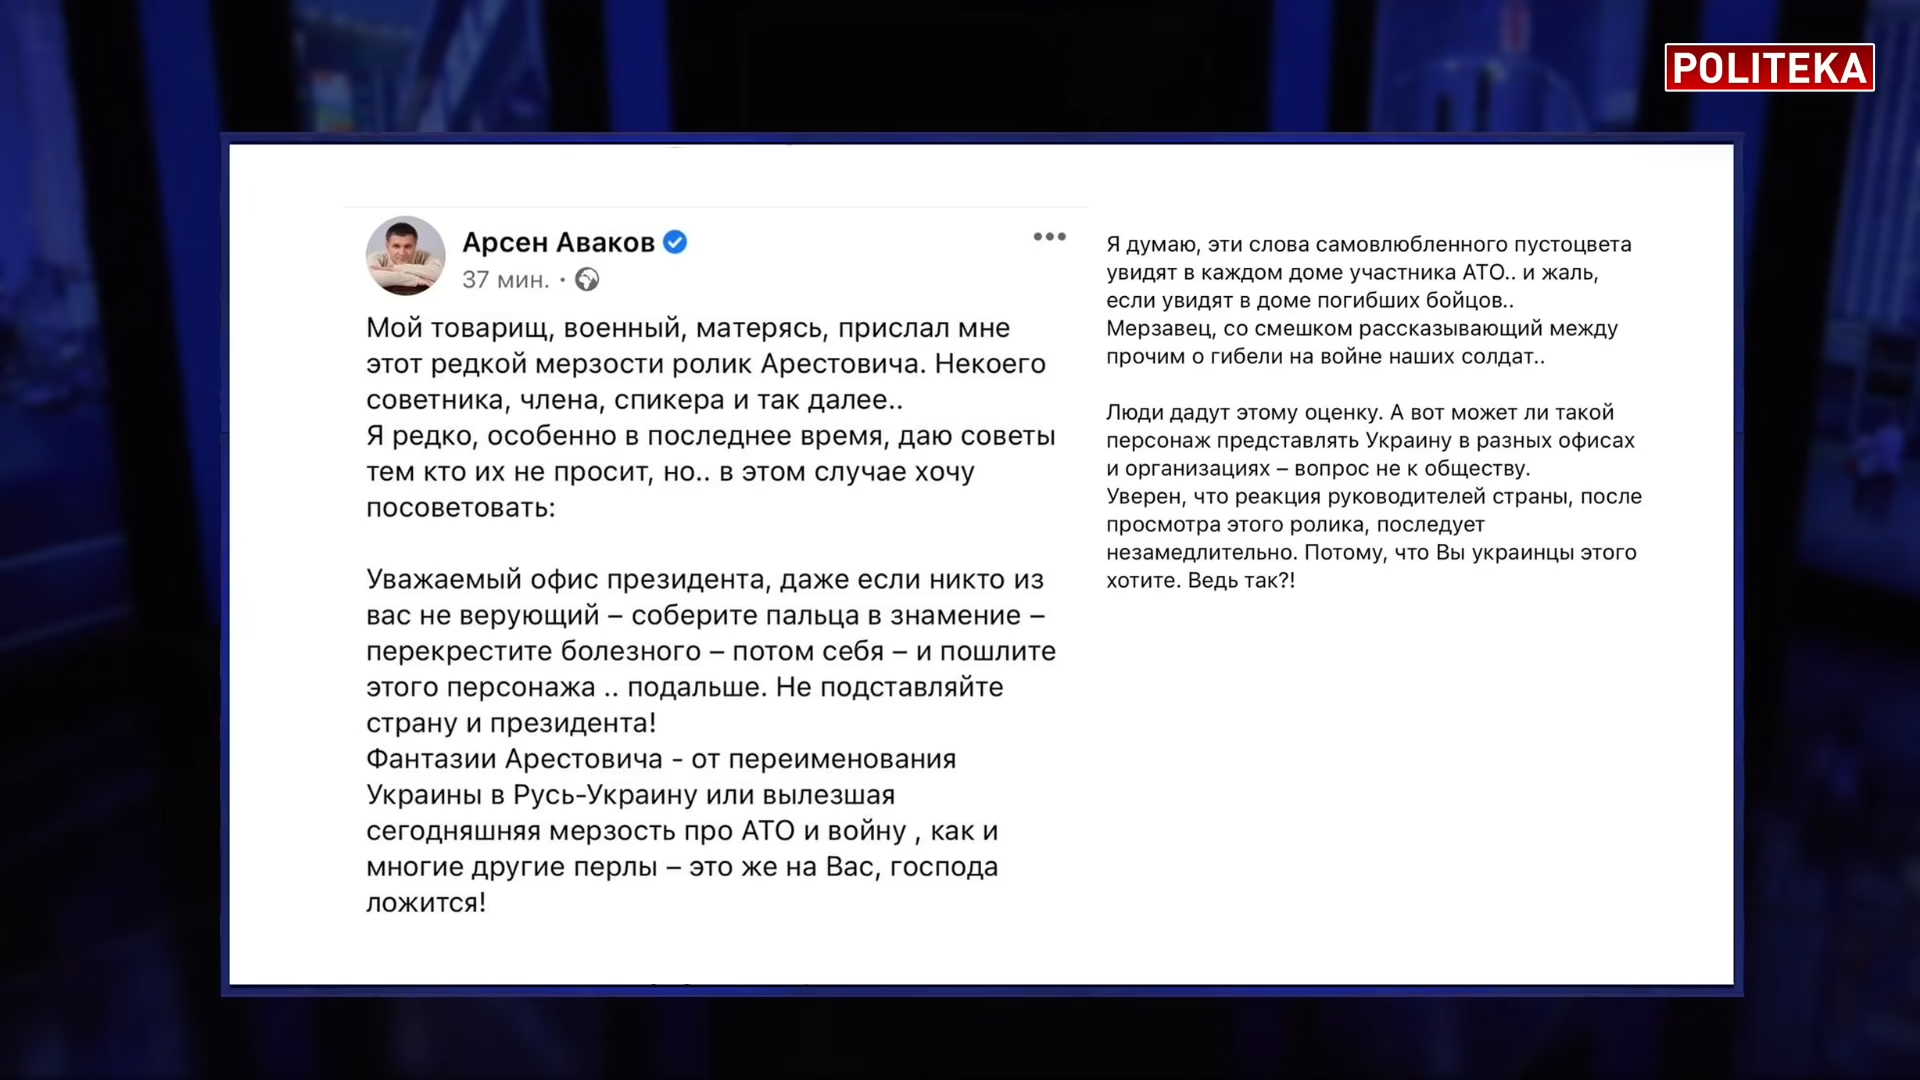 POLITEKA
Арсен Аваков
37 мин. ·
Мой товарищ, военный, матерясь, прислал мне
этот редкой мерзости ролик Арестовича. Некоего
советника, члена, спикера и так далее..
Я редко, особенно в последнее время, даю советы
тем кто их не просит, но.. в этом случае хочу
посоветовать:
Уважаемый офис президента, даже если никто из
вас не верующий – соберите пальца в знамение –
перекрестите болезного – потом себя – и пошлите
этого персонажа .. подальше. Не подставляйте
страну и президента!
Фантазии Арестовича - от переименования
Украины в Русь-Украину или вылезшая
сегодняшняя мерзость про АТО и войну , как и
многие другие перлы – это же на Вас, господа
ложится!
Я думаю, эти слова самовлюбленного пустоцвета
увидят в каждом доме участника АТО.. и жаль,
если увидят в доме погибших бойцов..
Мерзавец, со смешком рассказывающий между
прочим о гибели на войне наших солдат..
Люди дадут этому оценку. А вот может ли такой
персонаж представлять Украину в разных офисах
и организациях – вопрос не к обществу.
Уверен, что реакция руководителей страны, после
просмотра этого ролика, последует
незамедлительно. Потому, что Вы украинцы этого
хотите. Ведь так?!